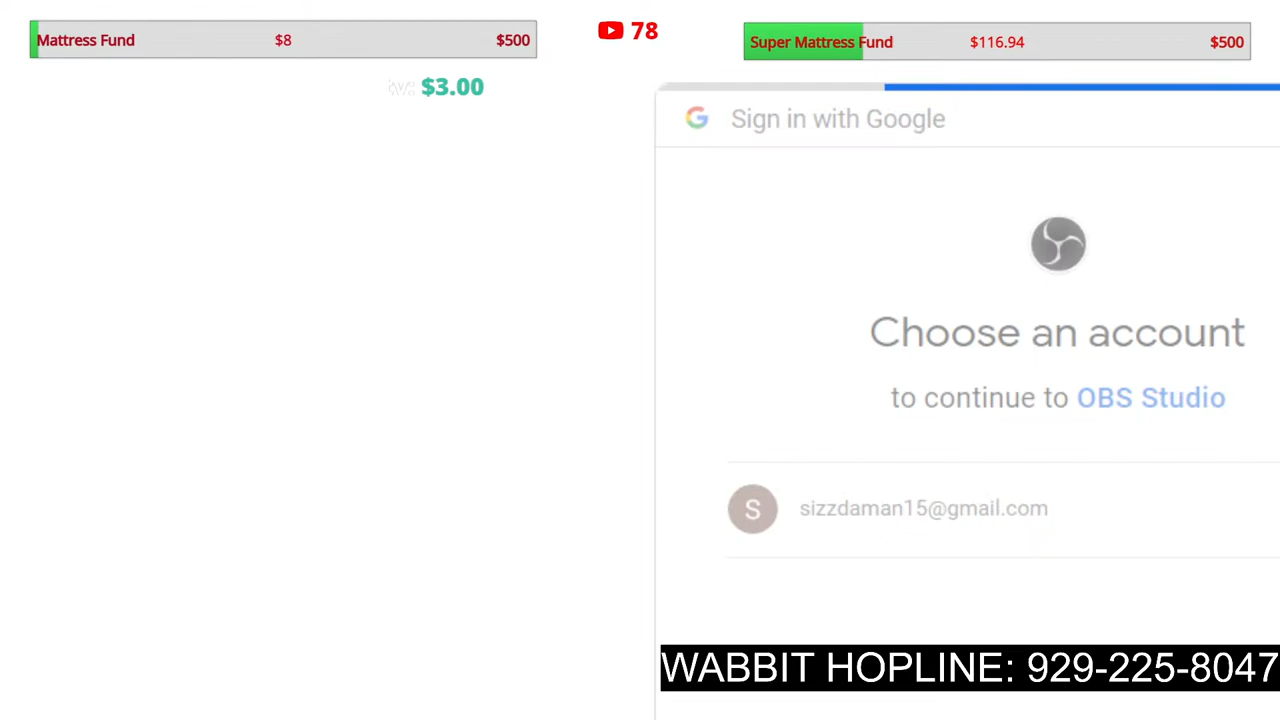 Mattress Fund $8 $500
78
Super Mattress Fund $116.94 $500
$3.00
Sign in with Google
Choose an account
to continue to OBS Studio
S sizzdaman15@gmail.com
WABBIT HOPLINE: 929-225-8047